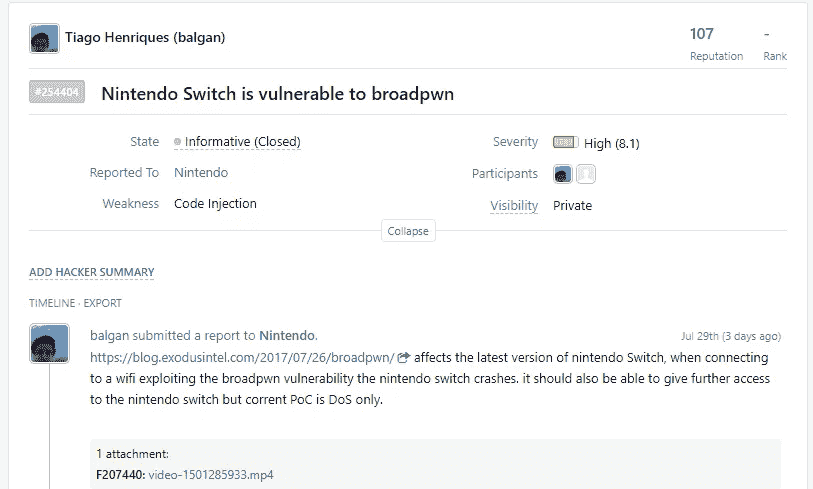 Tiago Henriques (balgan)
107
-
Reputation
Rank
#254404
Nintendo Switch is vulnerable to broadpwn
State
Informative (Closed)
Severity
High (8.1)
Reported To
Nintendo
Participants
Weakness
Code Injection
Visibility
Private
Collapse
ADD HACKER SUMMARY
TIMELINE · EXPORT
balgan submitted a report to Nintendo.
Jul 29th (3 days ago)
https://blog.exodusintel.com/2017/07/26/broadpwn/ affects the latest version of nintendo Switch, when connecting
to a wifi exploiting the broadpwn vulnerability the nintendo switch crashes. it should also be able to give further access
to the nintendo switch but corrent PoC is DoS only.
1 attachment:
F207440: video-1501285933.mp4